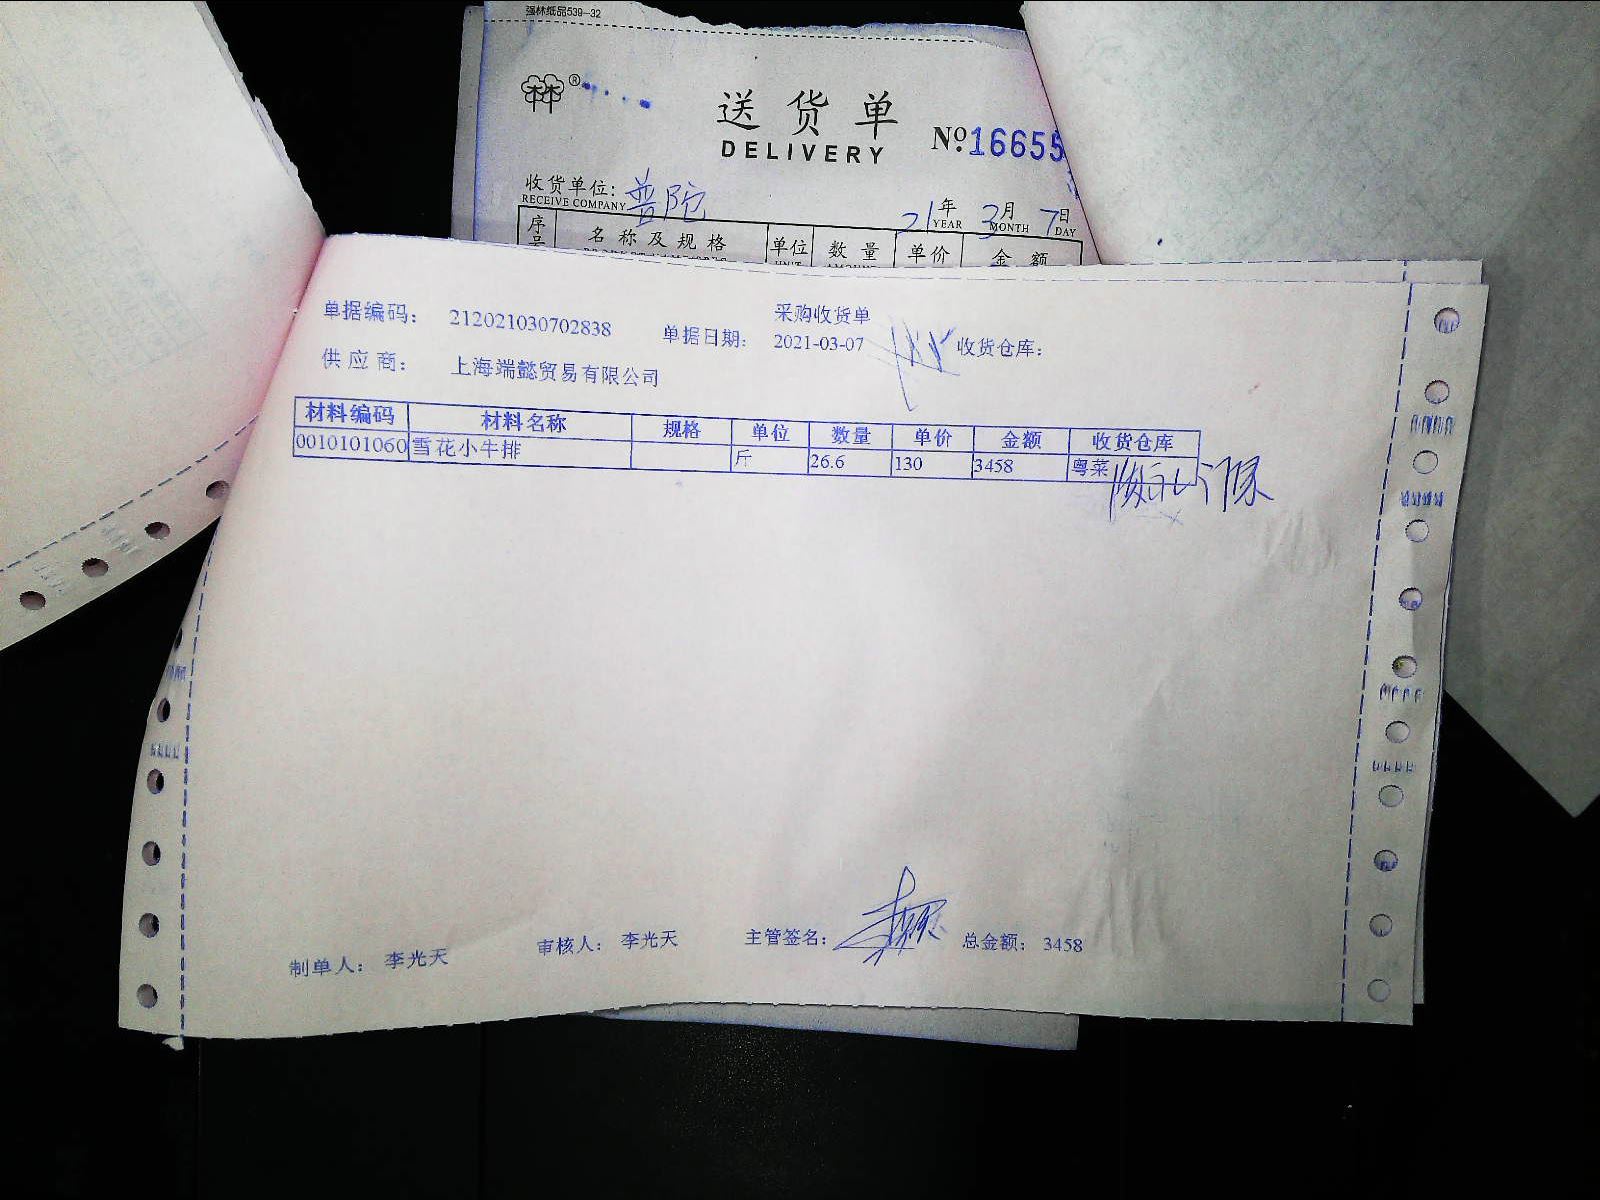 强林纸品539-32
送货单
DELIVERY
№16655
收货单位: 普陀
RECEIVE COMPANY
21年 3月 7日
YEAR MONTH DAY
序号 名称及规格 单位 数量 单价 金额
采购收货单
单据编码: 212021030702838 单据日期: 2021-03-07 收货仓库:
供应商: 上海端懿贸易有限公司
材料编码 材料名称 规格 单位 数量 单价 金额 收货仓库
0010101060 雪花小牛排 斤 26.6 130 3458 粤菜
制单人: 李光天 审核人: 李光天 主管签名: 总金额: 3458